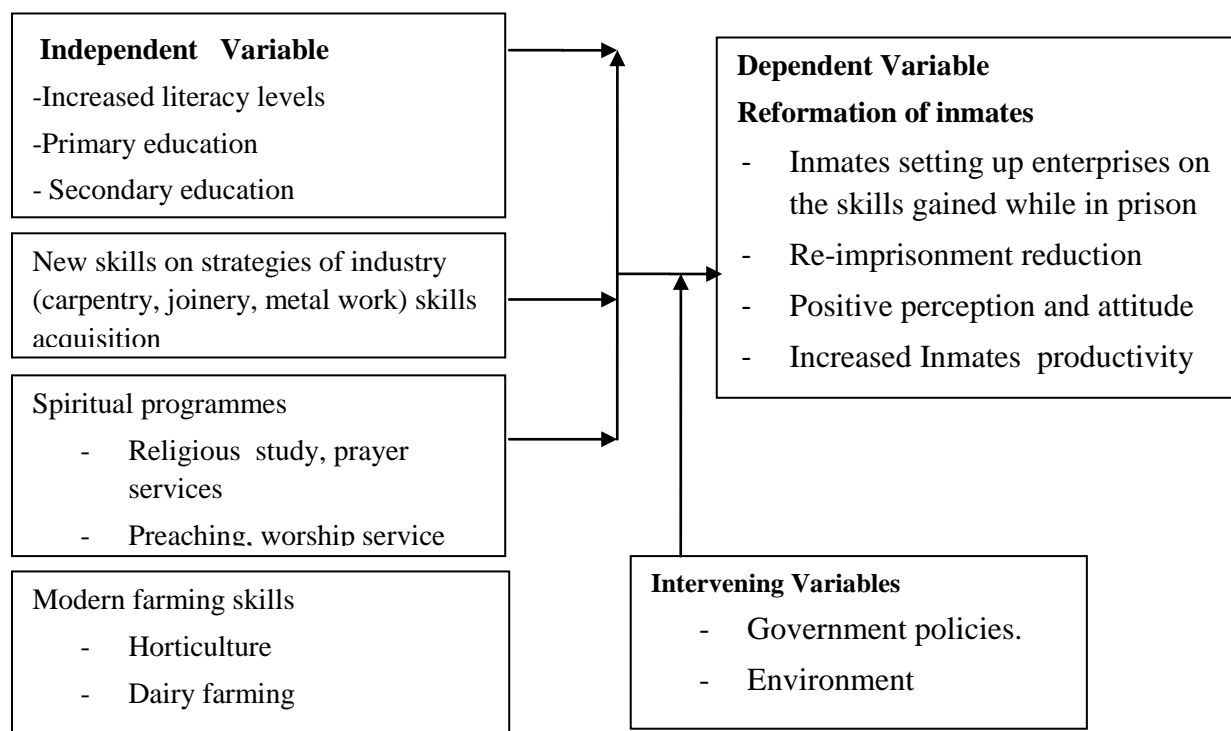 Independent Variable
-Increased literacy levels
-Primary education
- Secondary education
New skills on strategies of industry
(carpentry, joinery, metal work) skills
acquisition
Spiritual programmes
- Religious study, prayer
services
- Preaching, worship service
Modern farming skills
- Horticulture
- Dairy farming
Dependent Variable
Reformation of inmates
- Inmates setting up enterprises on
the skills gained while in prison
- Re-imprisonment reduction
- Positive perception and attitude
- Increased Inmates productivity
Intervening Variables
- Government policies.
- Environment